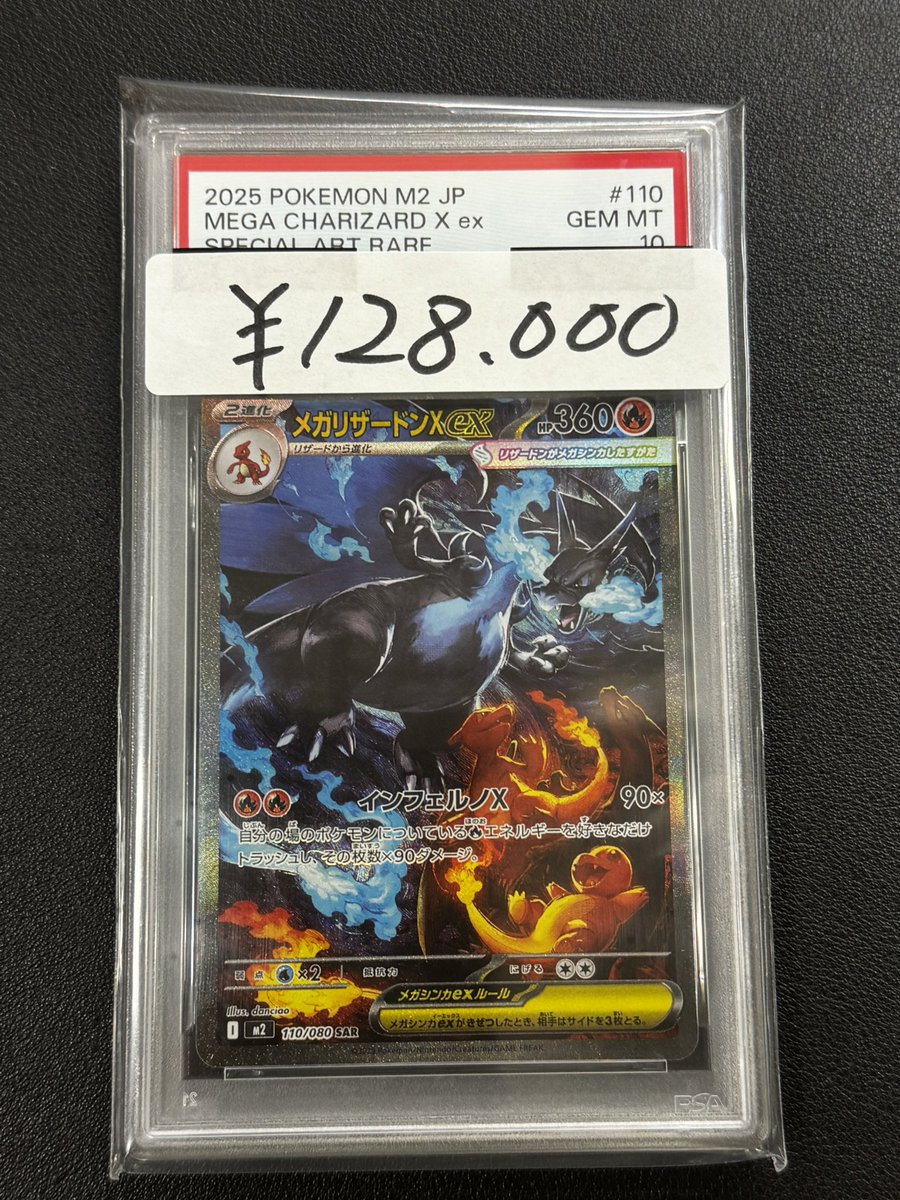 2025 POKEMON M2 JP #110
MEGA CHARIZARD X ex GEM MT
SPECIAL ART RARE 10
¥128.000
2進化 メガリザードンXex HP360
リザードから進化 リザードンがメガシンカしたすがた
インフェルノX 90×
自分の場のポケモンについているエネルギーを好きなだけ
トラッシュし、その枚数×90ダメージ。
弱点 ×2 抵抗力 にげる
メガシンカexルール
メガシンカexがきぜつしたとき、相手はサイドを3枚とる。
Illus. danciao
M2 110/080 SAR
©2025 Pokémon/Nintendo/Creatures/GAME FREAK
PSA